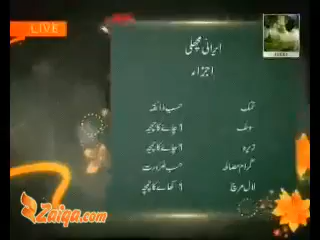 LIVE
ایرانی مچھلی
اجزاء
نمک حسب ذائقہ
سونف 1 چائے کا چمچ
زیرہ 1 چائے کا چمچ
گرم مصالحہ حسب ضرورت
لال مرچ 1 کھانے کا چمچ
Zaiqa.com